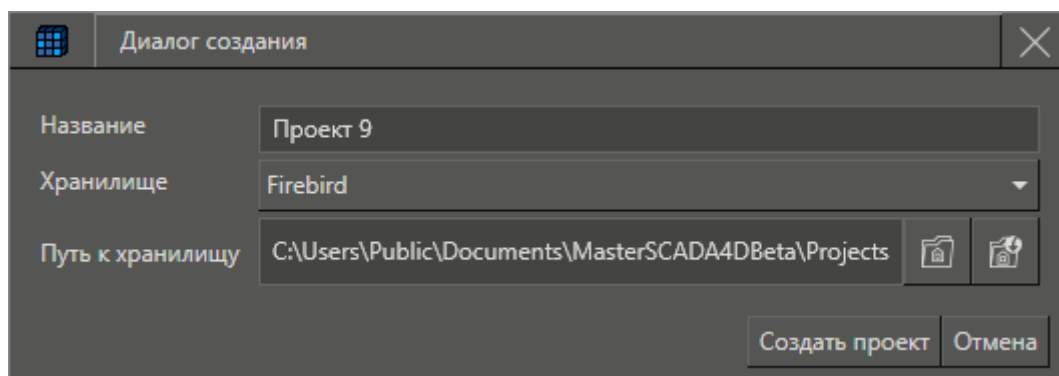 Диалог создания
Название Проект 9
Хранилище Firebird
Путь к хранилищу C:\Users\Public\Documents\MasterSCADA4DBeta\Projects
Создать проект Отмена